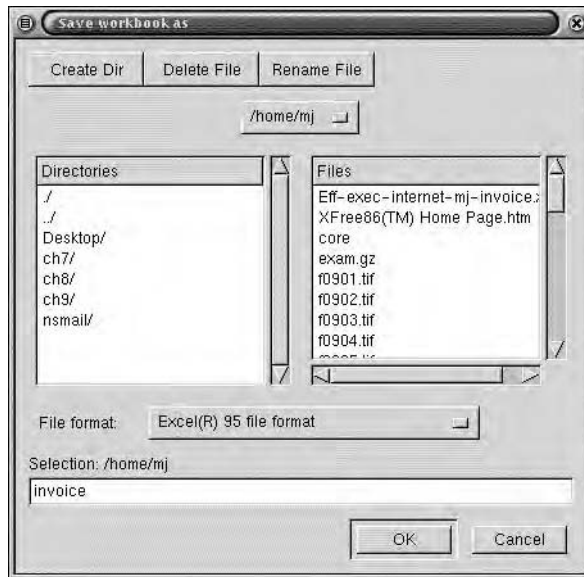 Save workbook as
Create Dir Delete File Rename File
/home/mj
Directories
./
../
Desktop/
ch7/
ch8/
ch9/
nsmail/
Files
Eff-exec-internet-mj-invoice.
XFree86(TM) Home Page.htm
core
exam.gz
f0901.tif
f0902.tif
f0903.tif
f0904.tif
File format: Excel(R) 95 file format
Selection: /home/mj
invoice
OK Cancel